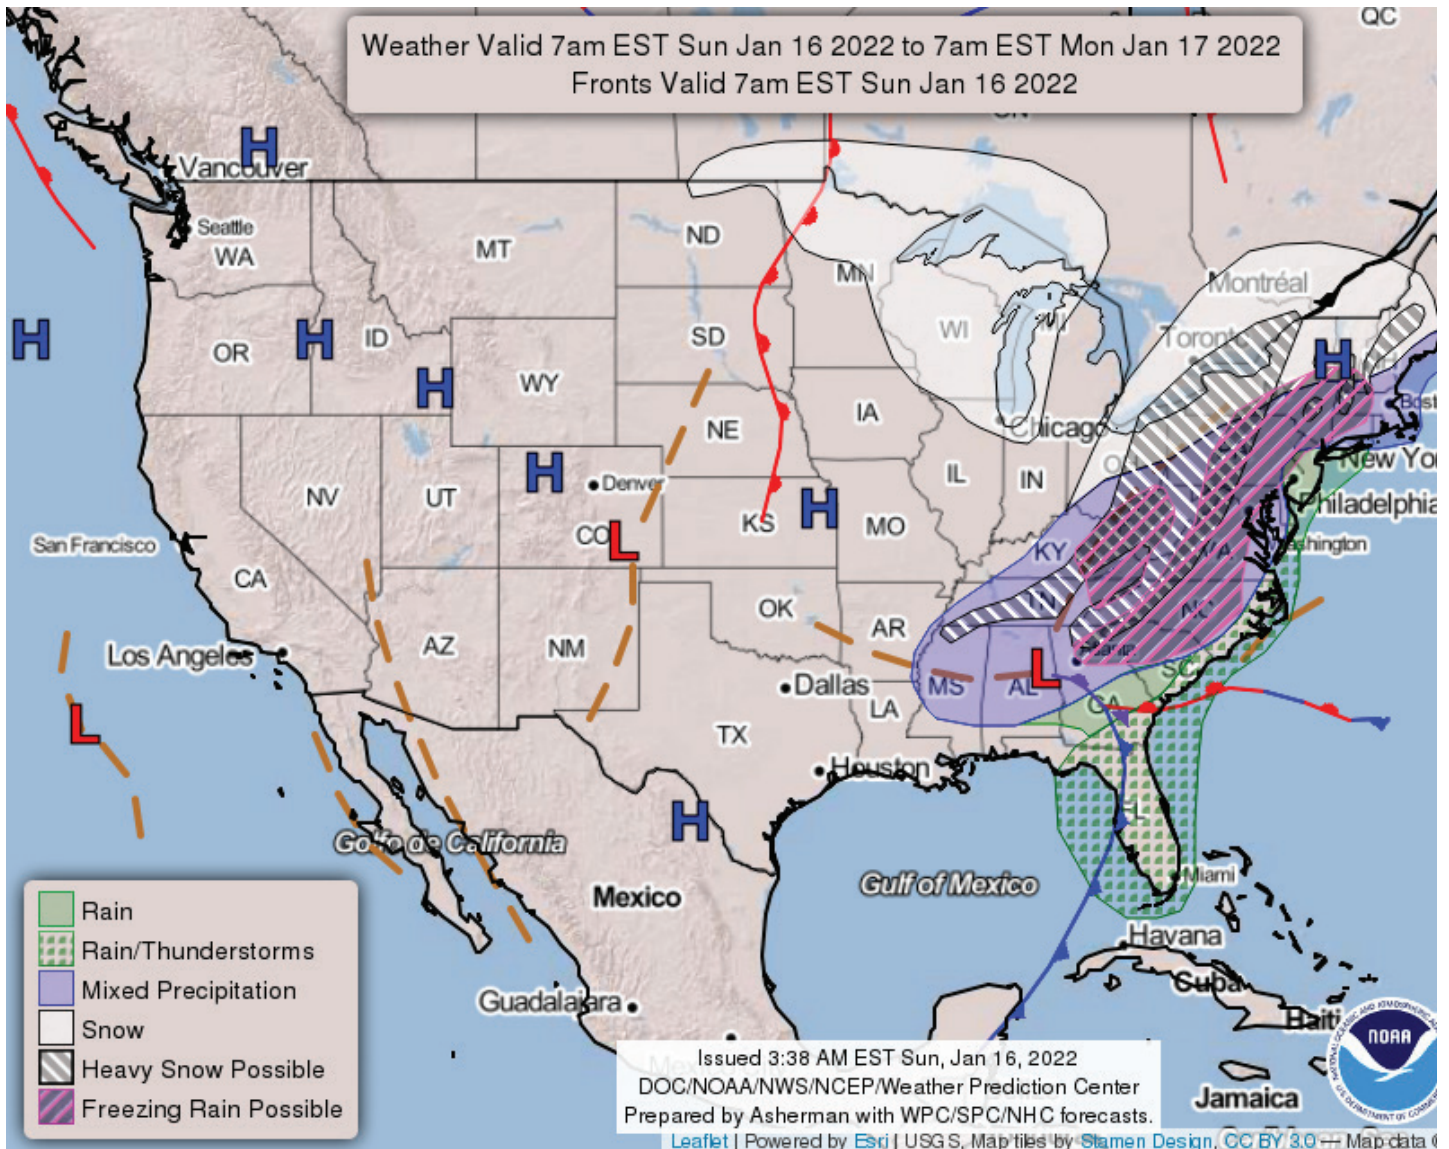 QC
Weather Valid 7am EST Sun Jan 16 2022 to 7am EST Mon Jan 17 2022
Fronts Valid 7am EST Sun Jan 16 2022
H
Vancouver
Seattle
WA
MT
ND
MN
Montréal
H
H
OR
ID
H
WY
SD
WI
MI
Toronto
H
NE
IA
Chicago
NV
UT
H
Denver
CO
L
KS
H
MO
IL
IN
New Yo
Philadelphia
San Francisco
CA
KY
VA
ashington
Los Angeles
AZ
NM
OK
AR
TN
NC
L
TX
Dallas
LA
MS
AL
L
GA
SC
Houston
H
FL
Golfo de California
Mexico
Gulf of Mexico
Miami
Havana
Cuba
Haiti
Guadalajara
Jamaica
Rain
Rain/Thunderstorms
Mixed Precipitation
Snow
Heavy Snow Possible
Freezing Rain Possible
Issued 3:38 AM EST Sun, Jan 16, 2022
DOC/NOAA/NWS/NCEP/Weather Prediction Center
Prepared by Asherman with WPC/SPC/NHC forecasts.
Leaflet | Powered by Esri | USGS, Map tiles by Stamen Design, CC BY 3.0 — Map data ©
NOAA